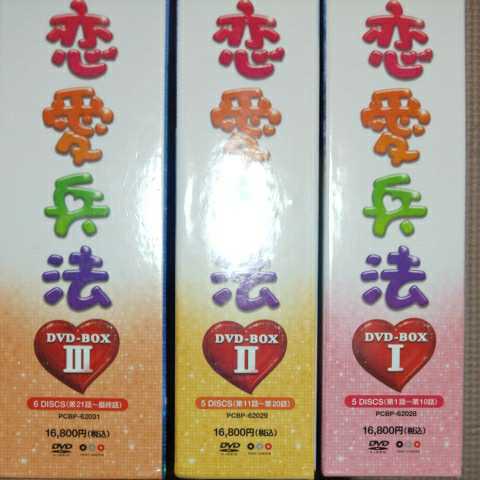 恋愛兵法
DVD-BOX
III
6 DISCS(第21話～最終話)
PCBP-62031
16,800円(税込)
DVD
VIDEO
恋愛兵法
DVD-BOX
II
5 DISCS(第11話～第20話)
PCBP-62029
16,800円(税込)
DVD
VIDEO
恋愛兵法
DVD-BOX
I
5 DISCS(第1話～第10話)
PCBP-62028
16,800円(税込)
DVD
VIDEO